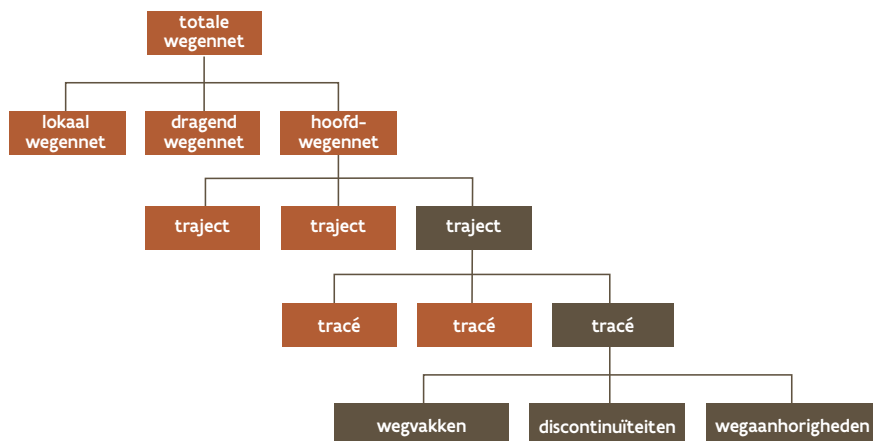 totale
wegennet
lokaal
wegennet
dragend
wegennet
hoofd-
wegennet
traject
traject
traject
tracé
tracé
tracé
wegvakken
discontinuïteiten
wegaanhorigheden